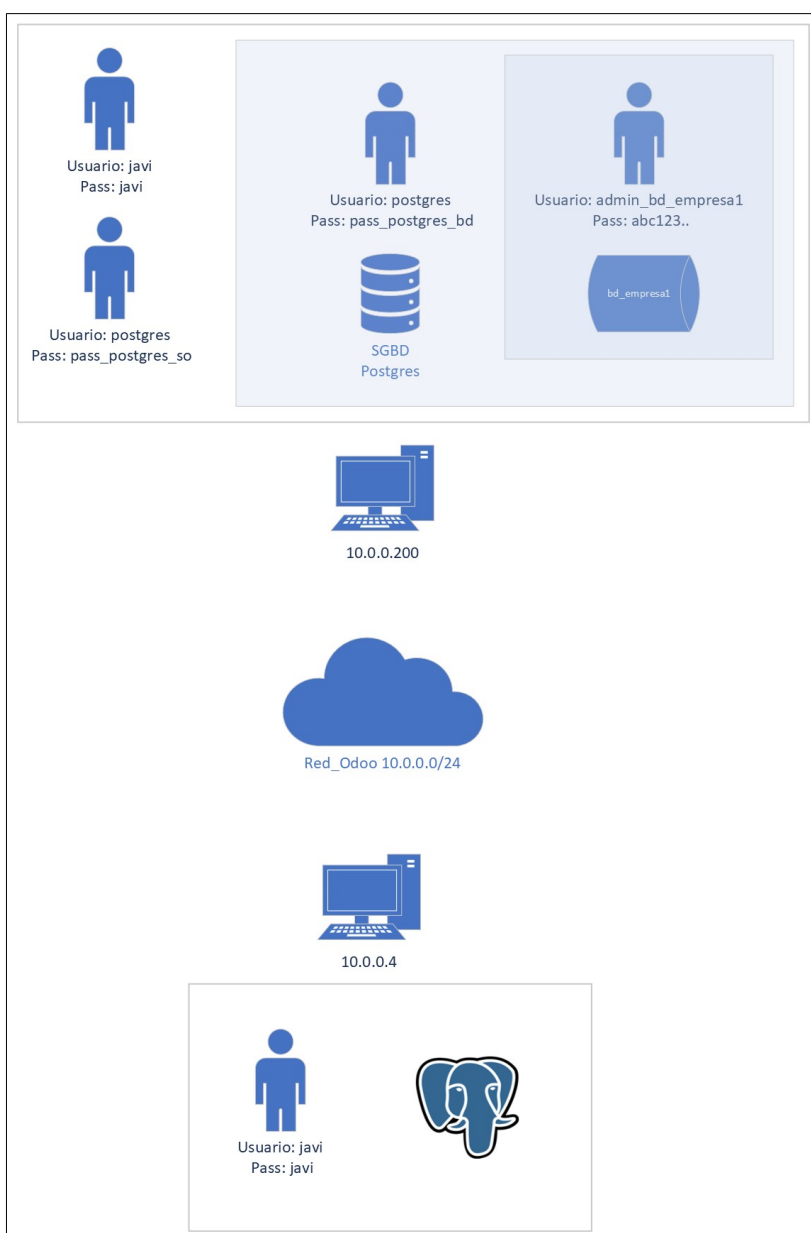 Usuario: javi
Pass: javi
Usuario: postgres
Pass: pass_postgres_so
Usuario: postgres
Pass: pass_postgres_bd
SGBD
Postgres
Usuario: admin_bd_empresa1
Pass: abc123..
bd_empresa1
10.0.0.200
Red_Odoo 10.0.0.0/24
10.0.0.4
Usuario: javi
Pass: javi